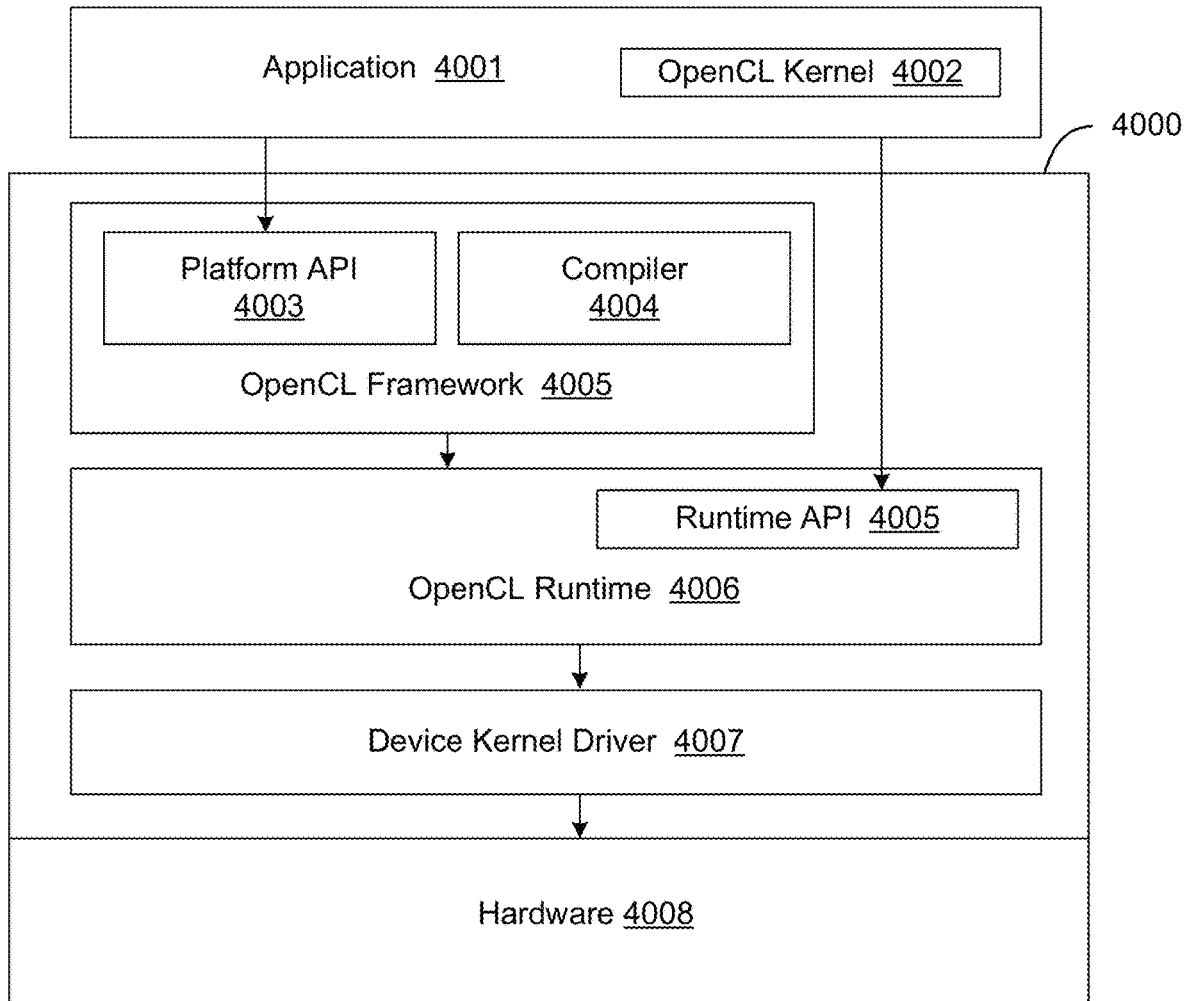 Application 4001
OpenCL Kernel 4002
4000
Platform API
4003
Compiler
4004
OpenCL Framework 4005
Runtime API 4005
OpenCL Runtime 4006
Device Kernel Driver 4007
Hardware 4008